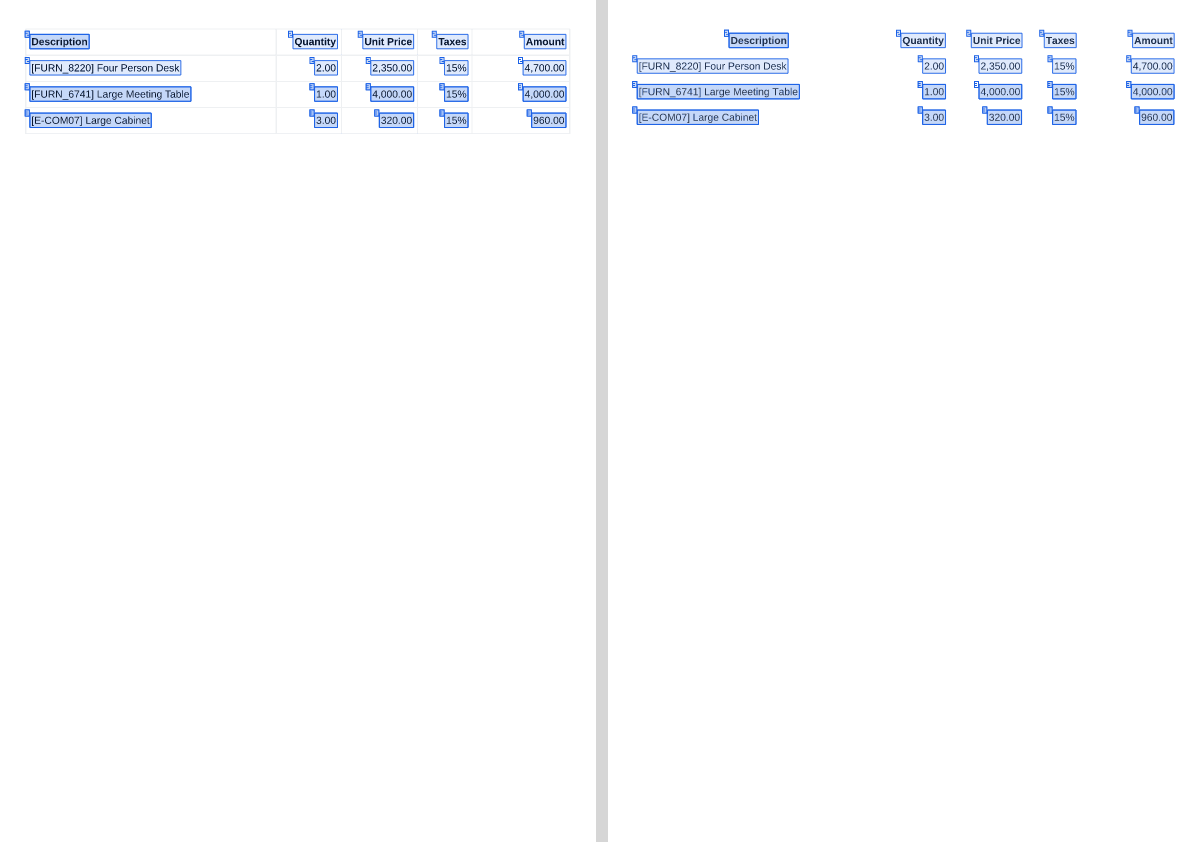 Description Quantity Unit Price Taxes Amount
[FURN_8220] Four Person Desk 2.00 2,350.00 15% 4,700.00
[FURN_6741] Large Meeting Table 1.00 4,000.00 15% 4,000.00
[E-COM07] Large Cabinet 3.00 320.00 15% 960.00
Description Quantity Unit Price Taxes Amount
[FURN_8220] Four Person Desk 2.00 2,350.00 15% 4,700.00
[FURN_6741] Large Meeting Table 1.00 4,000.00 15% 4,000.00
[E-COM07] Large Cabinet 3.00 320.00 15% 960.00